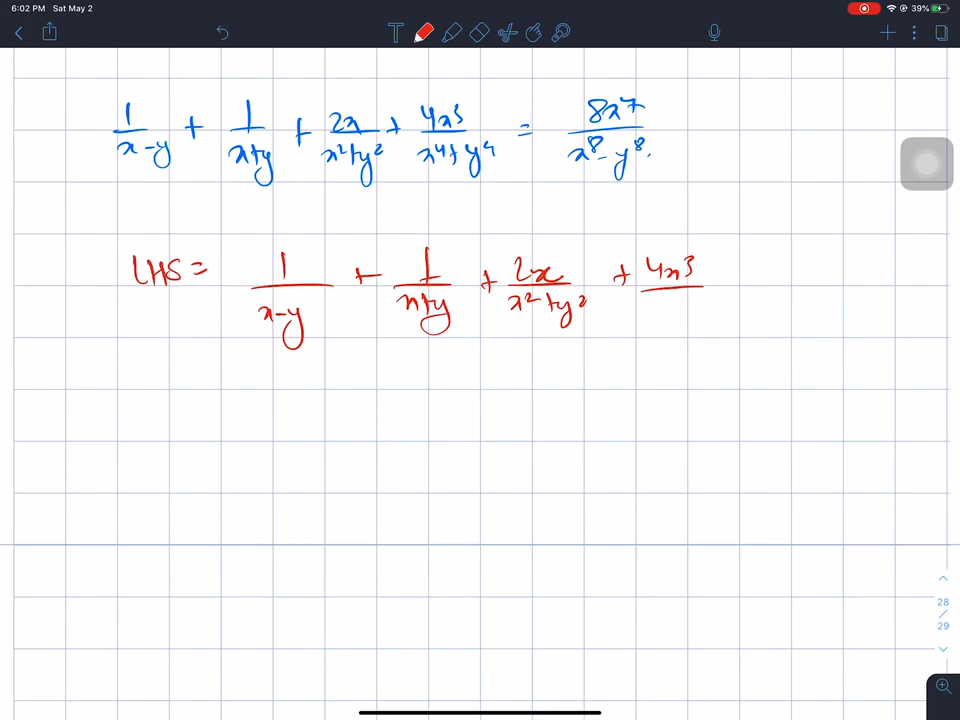 6:02 PM Sat May 2 39%
T
1/(x-y) + 1/(x+y) + 2x/(x²+y²) + 4x³/(x⁴+y⁴) = 8x⁷/(x⁸-y⁸).
LHS = 1/(x-y) + 1/(x+y) + 2x/(x²+y²) + 4x³/
28
/
29